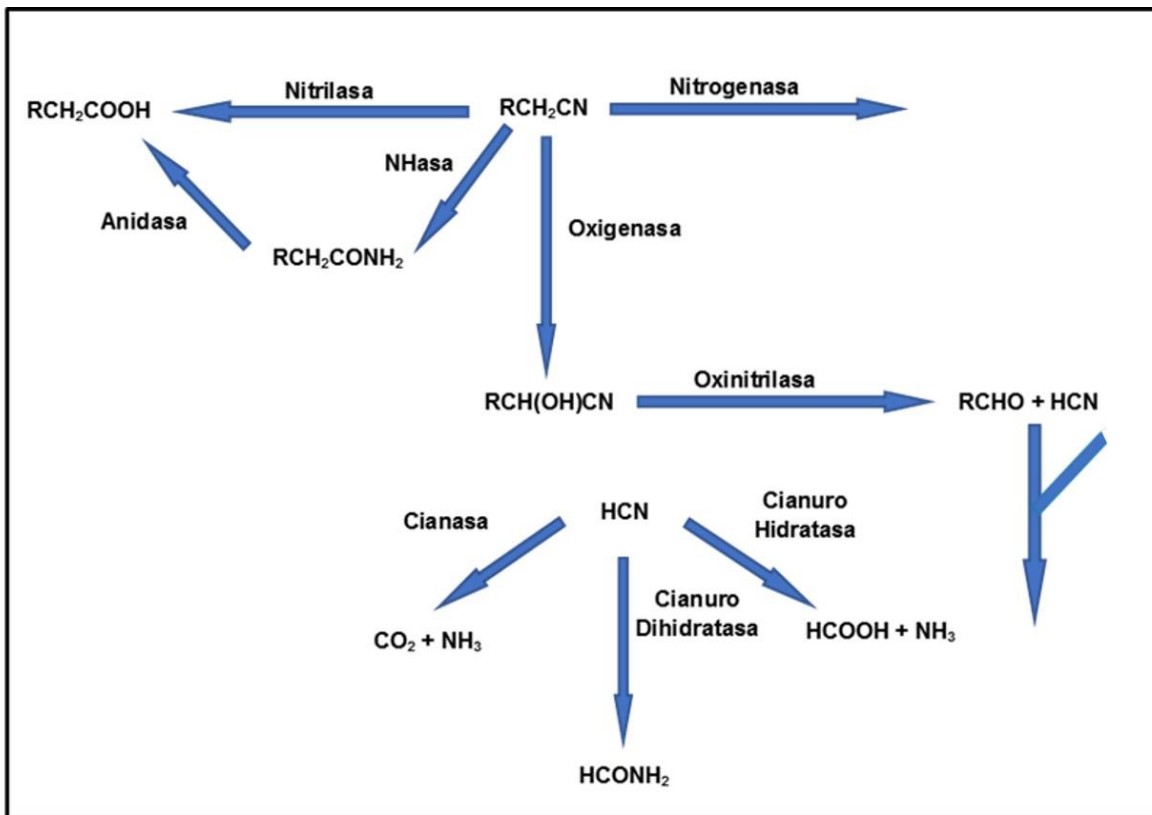 Nitrilasa
Nitrogenasa
RCH₂COOH
RCH₂CN
NHasa
Anidasa
Oxigenasa
RCH₂CONH₂
Oxinitrilasa
RCH(OH)CN
RCHO + HCN
Cianasa
HCN
Cianuro
Hidratasa
Cianuro
Dihidratasa
CO₂ + NH₃
HCOOH + NH₃
HCONH₂